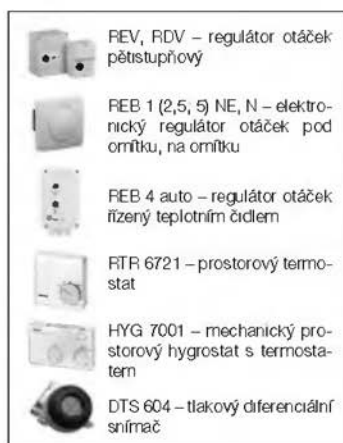 REV, RDV – regulátor otáček
pětistupňový
REB 1 (2,5, 5) NE, N – elektro-
nický regulátor otáček pod
omítku, na omítku
REB 4 auto – regulátor otáček
řízený teplotním čidlem
RTR 6721 – prostorový termo-
stat
HYG 7001 – mechanický pro-
storový hygrostat s termosta-
tem
DTS 604 – tlakový diferenciální
snímač